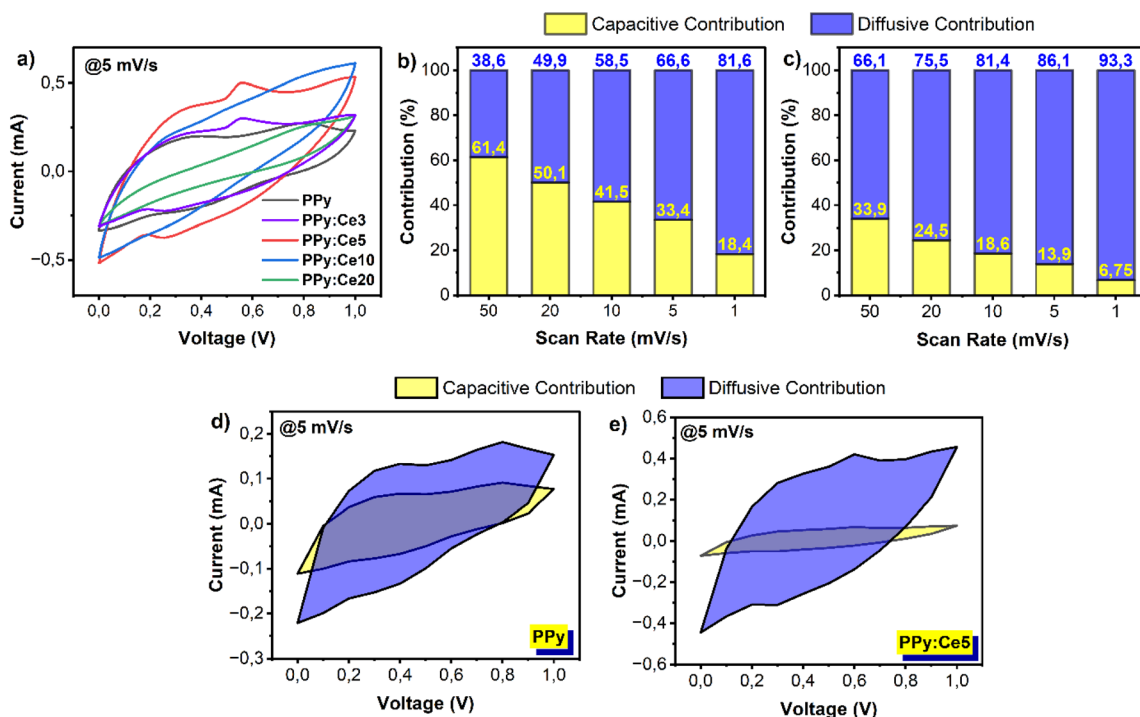 Capacitive Contribution Diffusive Contribution
a)
@5 mV/s
Current (mA)
0,5
0,0
−0,5
PPy
PPy:Ce3
PPy:Ce5
PPy:Ce10
PPy:Ce20
0,0 0,2 0,4 0,6 0,8 1,0
Voltage (V)
b)
38,6 49,9 58,5 66,6 81,6
Contribution (%)
100
80
60
40
20
0
61,4 50,1 41,5 33,4 18,4
50 20 10 5 1
Scan Rate (mV/s)
c)
66,1 75,5 81,4 86,1 93,3
Contribution (%)
100
80
60
40
20
0
33,9 24,5 18,6 13,9 6,75
50 20 10 5 1
Scan Rate (mV/s)
Capacitive Contribution Diffusive Contribution
d)
@5 mV/s
Current (mA)
0,2
0,1
0,0
−0,1
−0,2
−0,3
PPy
0,0 0,2 0,4 0,6 0,8 1,0
Voltage (V)
e)
@5 mV/s
Current (mA)
0,6
0,4
0,2
0,0
−0,2
−0,4
−0,6
PPy:Ce5
0,0 0,2 0,4 0,6 0,8 1,0
Voltage (V)